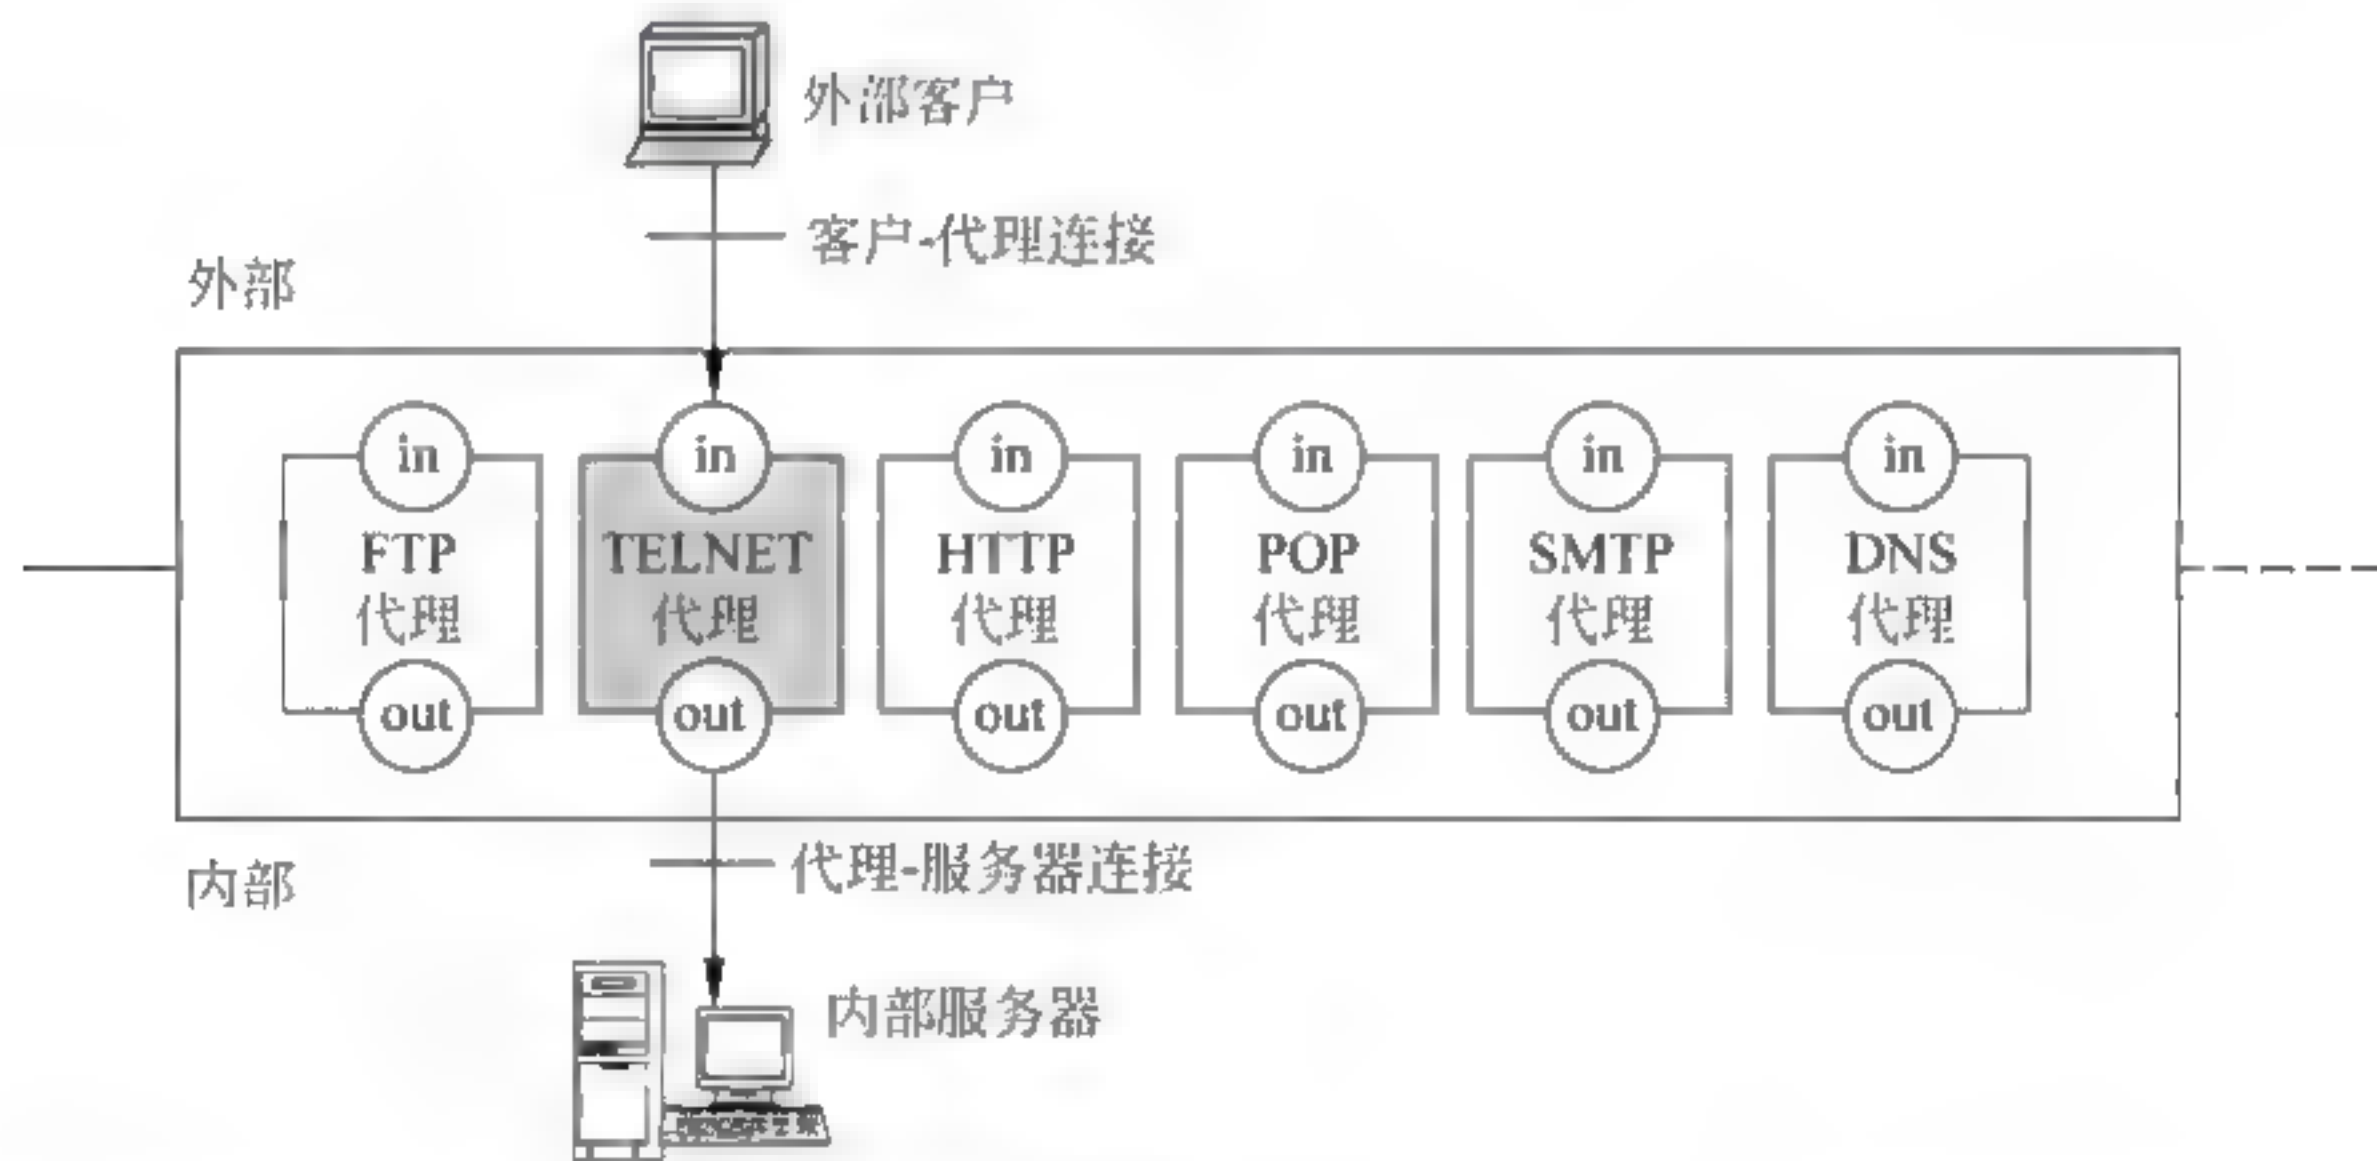 外部客户
客户-代理连接
外部
in in in in in in
FTP TELNET HTTP POP SMTP DNS
代理 代理 代理 代理 代理 代理
out out out out out out
代理-服务器连接
内部
内部服务器